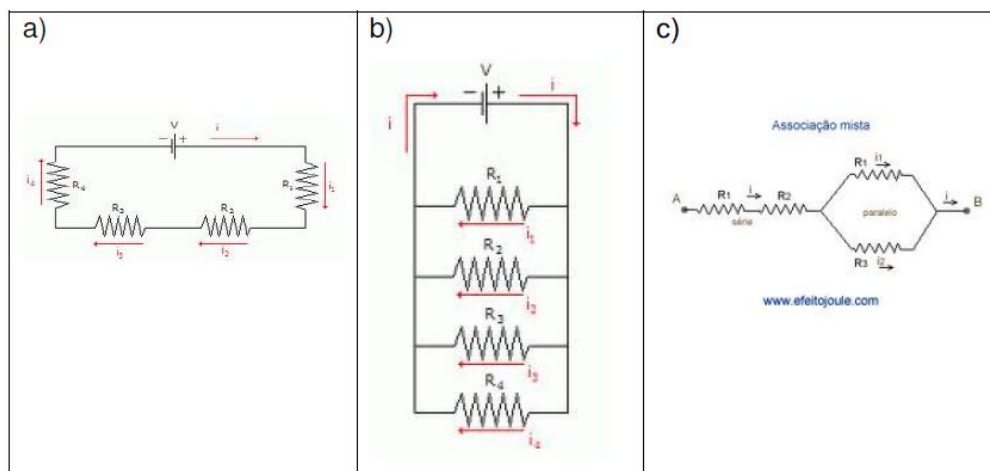 a)
V
- +
i
i4
R4
R1
i1
R3
R2
i3
i2
b)
V
- +
i
i
R1
i1
R2
i2
R3
i3
R4
i4
c)
Associação mista
R1 i1
A R1 i R2 i B
série
paralelo
R3 i2
www.efeitojoule.com